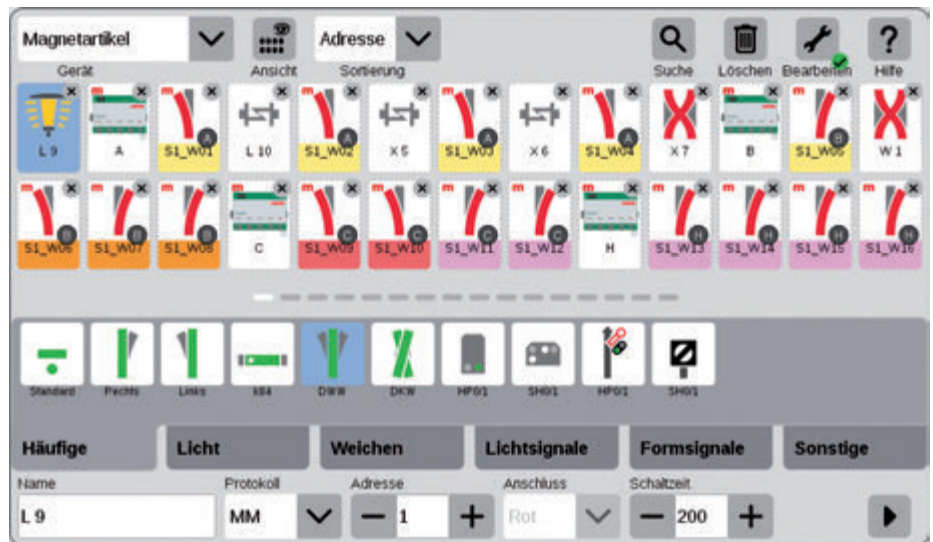 Magnetartikel
Adresse
Gerät
Ansicht
Sortierung
Suche
Löschen
Bearbeiten
Hilfe
L 9
A
S1_W01
L 10
S1_W02
X 5
S1_W03
X 6
S1_W04
X 7
B
S1_W05
W 1
S1_W06
S1_W07
S1_W08
C
S1_W09
S1_W10
S1_W11
S1_W12
H
S1_W13
S1_W14
S1_W15
S1_W16
Standard
Rechts
Links
k84
DWW
DKW
HP0/1
SH0/1
HP0/1
SH0/1
Häufige
Licht
Weichen
Lichtsignale
Formsignale
Sonstige
Name
Protokoll
Adresse
Anschluss
Schaltzeit
L 9
MM
1
Rot
200